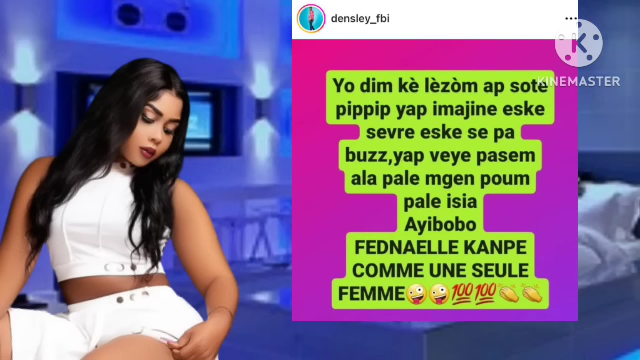 densley_fbi
KINEMASTER
Yo dim kè lèzòm ap sote
pippip yap imajine eske
sevre eske se pa
buzz,yap veye pasem
ala pale mgen poum
pale isia
Ayibobo
FEDNAELLE KANPE
COMME UNE SEULE
FEMME🤪🤪💯💯👏👏